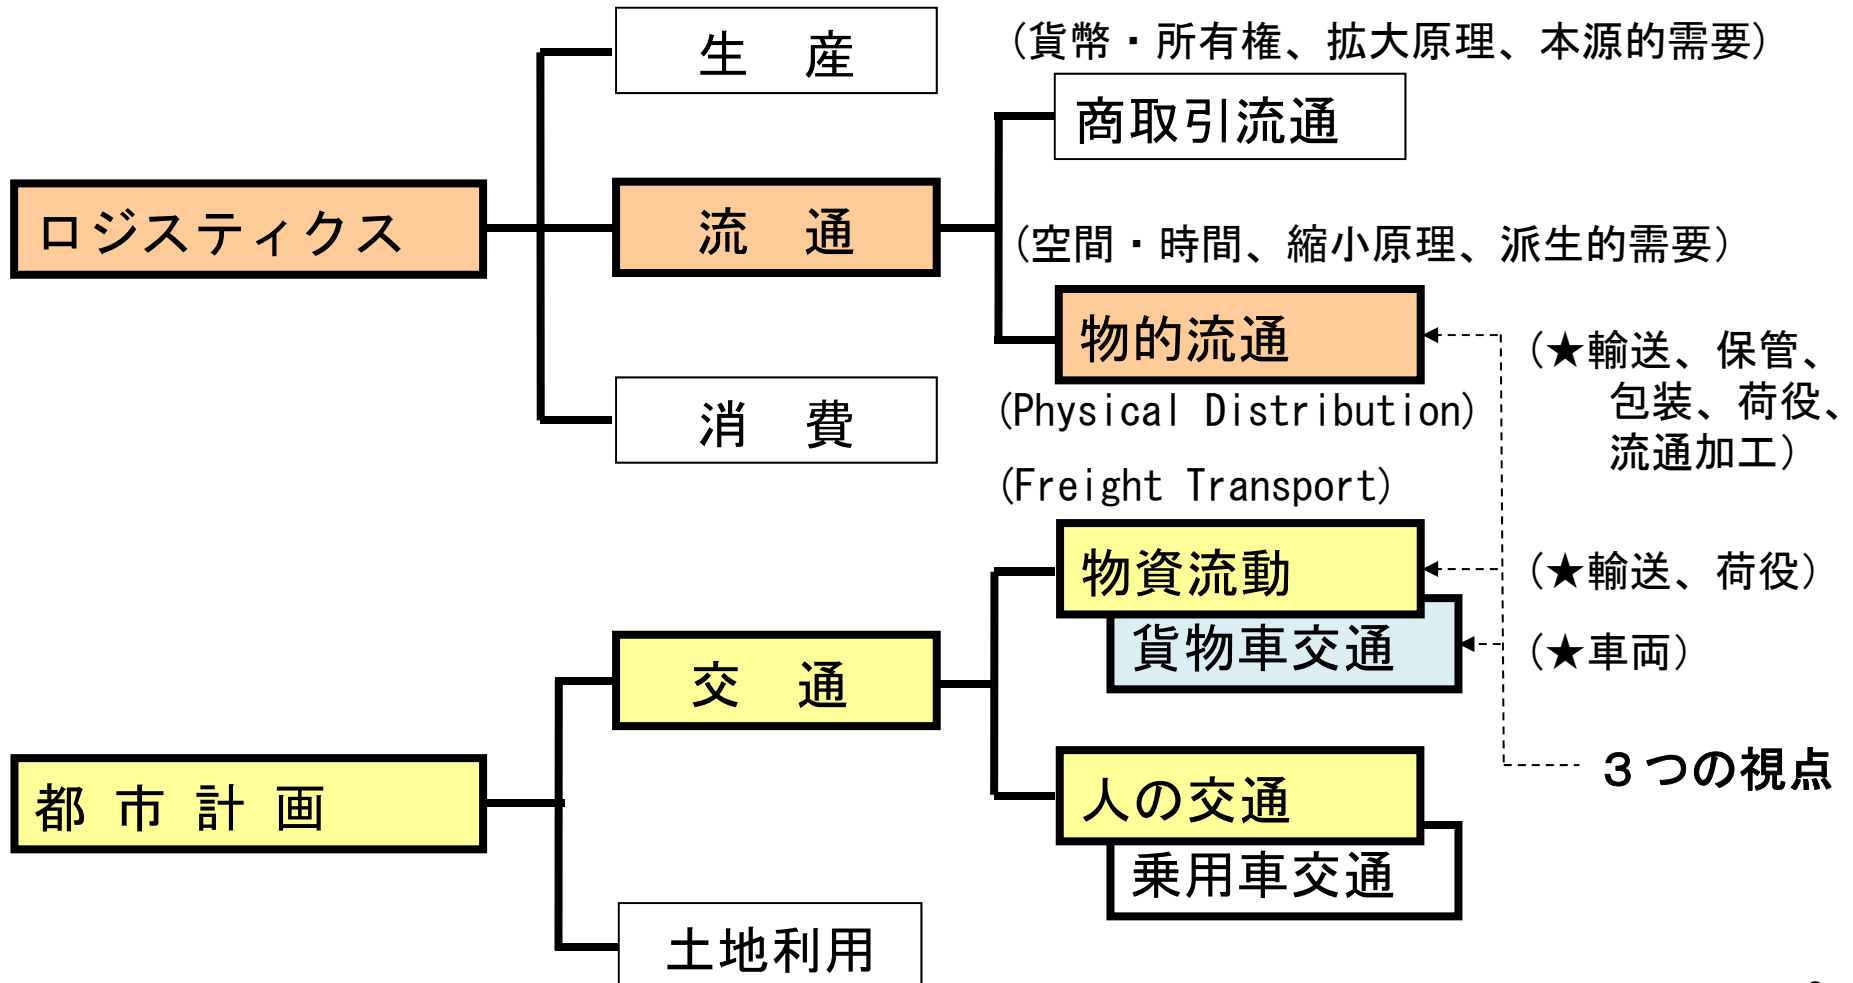 生　産
(貨幣・所有権、拡大原理、本源的需要)
商取引流通
ロジスティクス
流　通
(空間・時間、縮小原理、派生的需要)
物的流通
(★輸送、保管、
包装、荷役、
流通加工)
消　費
(Physical Distribution)
(Freight Transport)
物資流動
(★輸送、荷役)
貨物車交通
(★車両)
交　通
都 市 計 画
人の交通
３つの視点
乗用車交通
土地利用